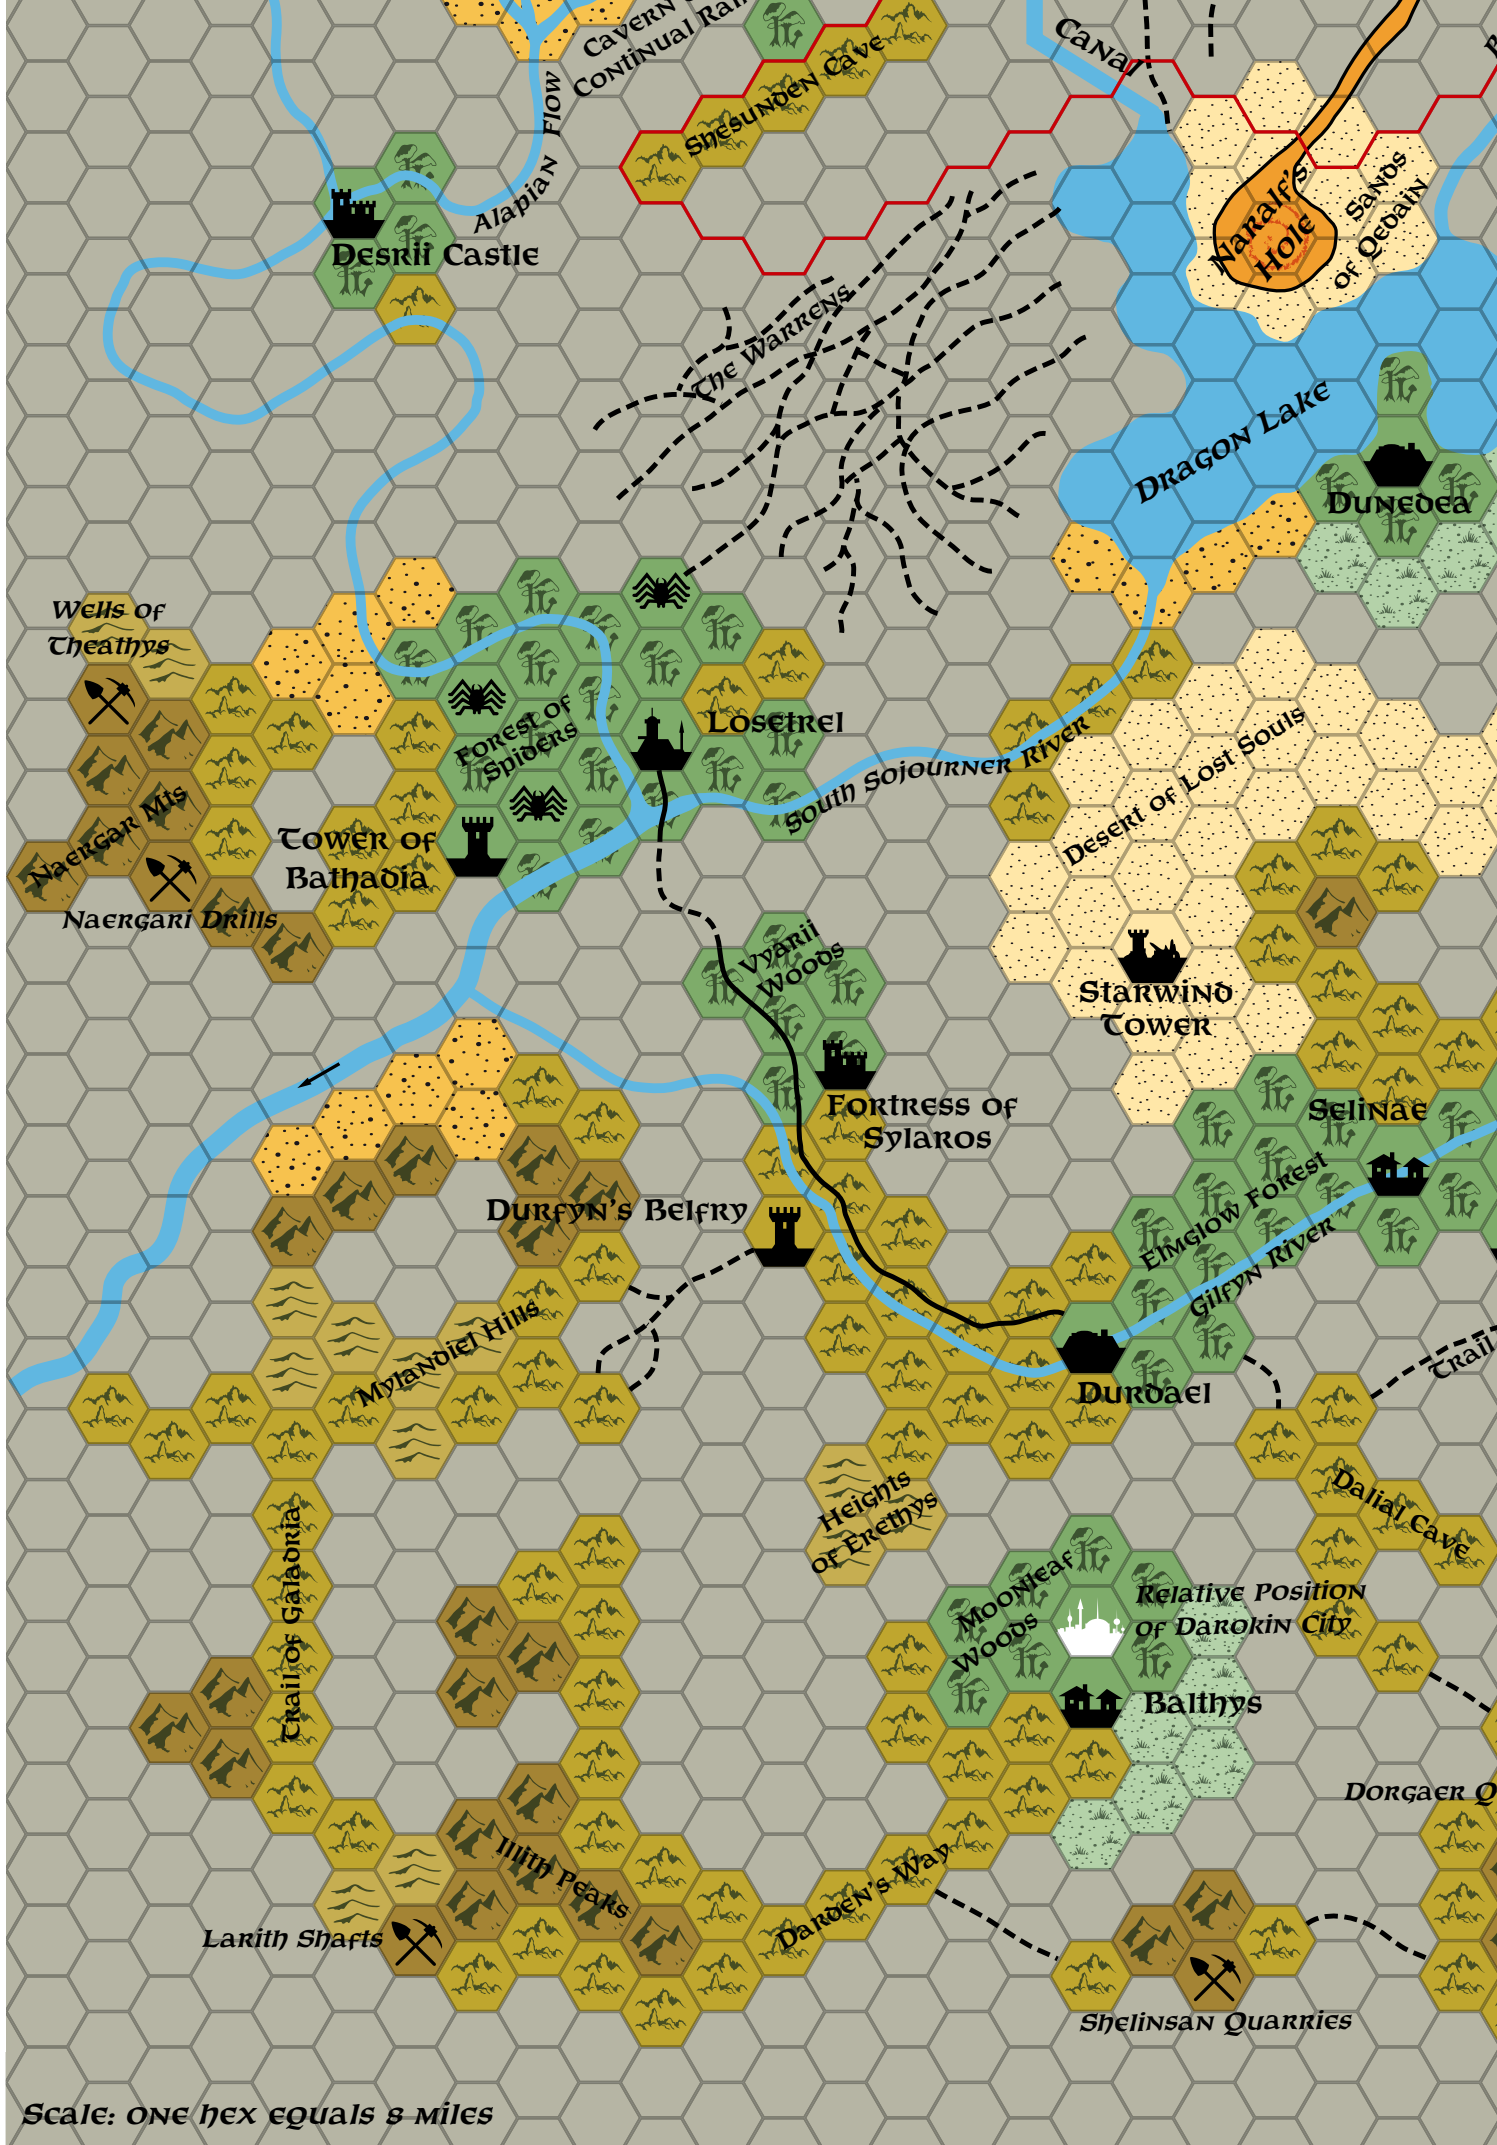 Cavern
Continual Rai
Canal
Shesunden Cave
Alapian Flow
Naralf's
Hole
Sands
of Qedain
Desrii Castle
The Warrens
Dragon Lake
Dunedea
Wells of
Theathys
Forest of
Spiders
Losetrel
South Sojourner River
Desert of Lost Souls
Naergar Mts
Tower of
Bathadia
Naergari Drills
Vyarii
Woods
Starwind
Tower
Fortress of
Sylaros
Selinae
Durfyn's Belfry
Elmglow Forest
Gilfyn River
Mylandiel Hills
Trail
Durdael
Heights
of Erethys
Dalial Cave
Trail of Galadria
Moonleaf
Woods
Relative Position
of Darokin City
Balthys
Dorgaer Q
Illith Peaks
Darden's Way
Larith Shafts
Shelinsan Quarries
Scale: one hex equals 8 miles